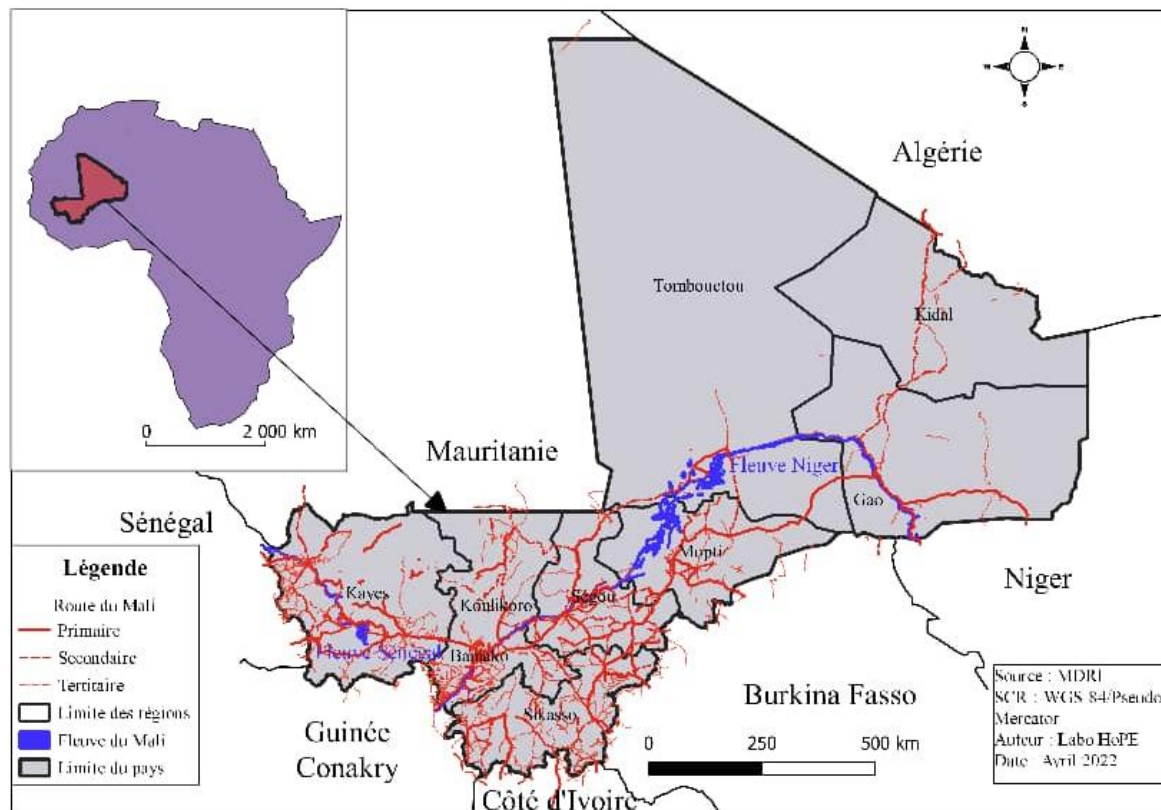 N
W
E
S
Algérie
Tombouctou
Kidal
0
2 000 km
Mauritanie
Fleuve Niger
Gao
Sénégal
Mopti
Niger
Légende
Route du Mali
Primaire
Secondaire
Tertitaire
Limite des régions
Fleuve du Mali
Limite du pays
Kayes
Koulikoro
Ségou
Fleuve Sénégal
Bamako
Sikasso
Burkina Fasso
Guinée
Conakry
Côté d'Ivoire
0
250
500 km
Source : MDRI
SCR : WGS 84/Pseudo
Mercator
Auteur : Labo HoPE
Date : Avril 2022